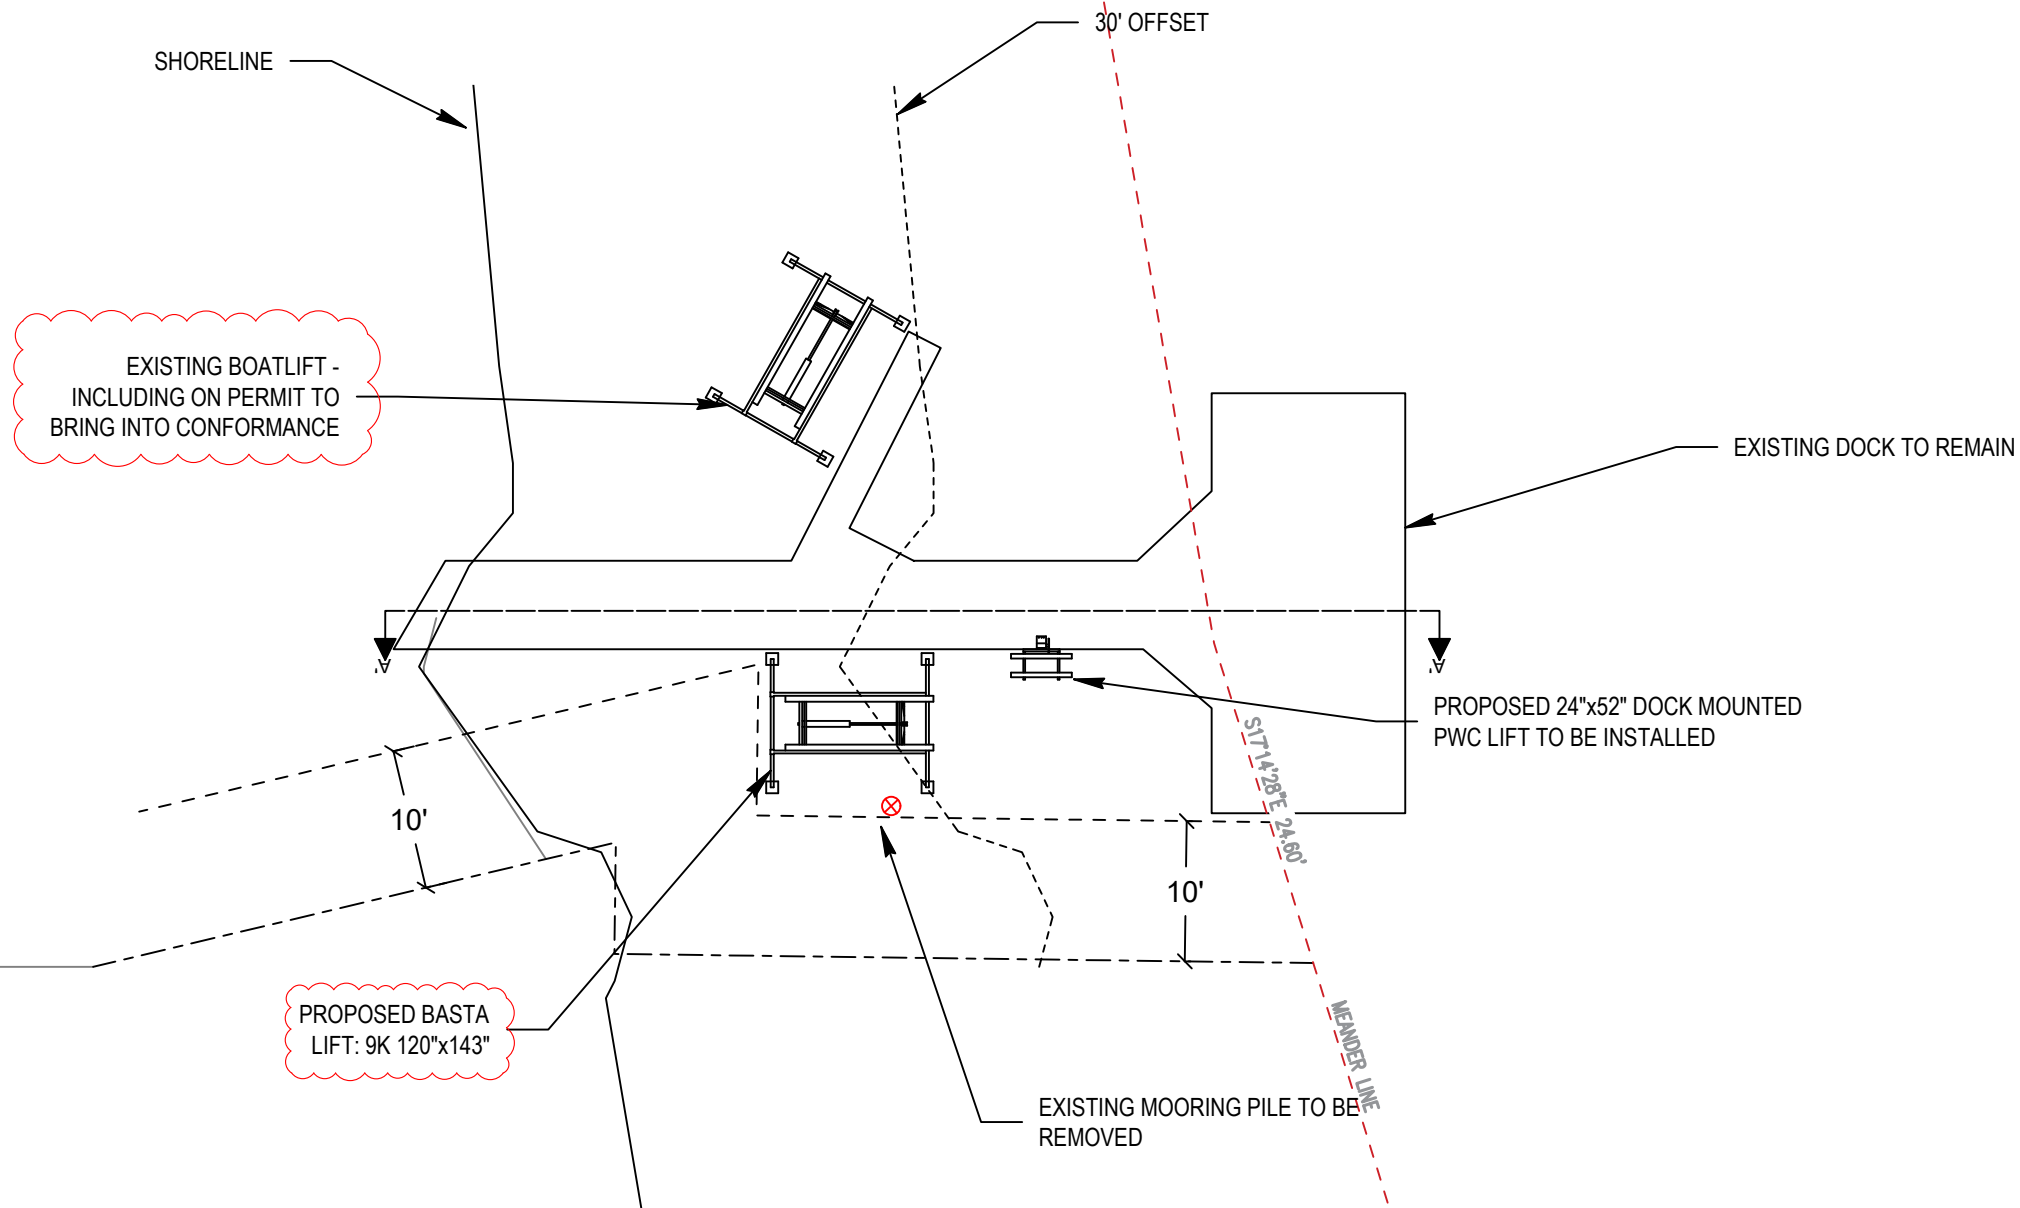 30' OFFSET
SHORELINE
EXISTING BOATLIFT -
INCLUDING ON PERMIT TO
BRING INTO CONFORMANCE
EXISTING DOCK TO REMAIN
A'
A'
PROPOSED 24"x52" DOCK MOUNTED
PWC LIFT TO BE INSTALLED
S17°14'28"E 24.60'
10'
10'
PROPOSED BASTA
LIFT: 9K 120"x143"
MEANDER LINE
EXISTING MOORING PILE TO BE
REMOVED